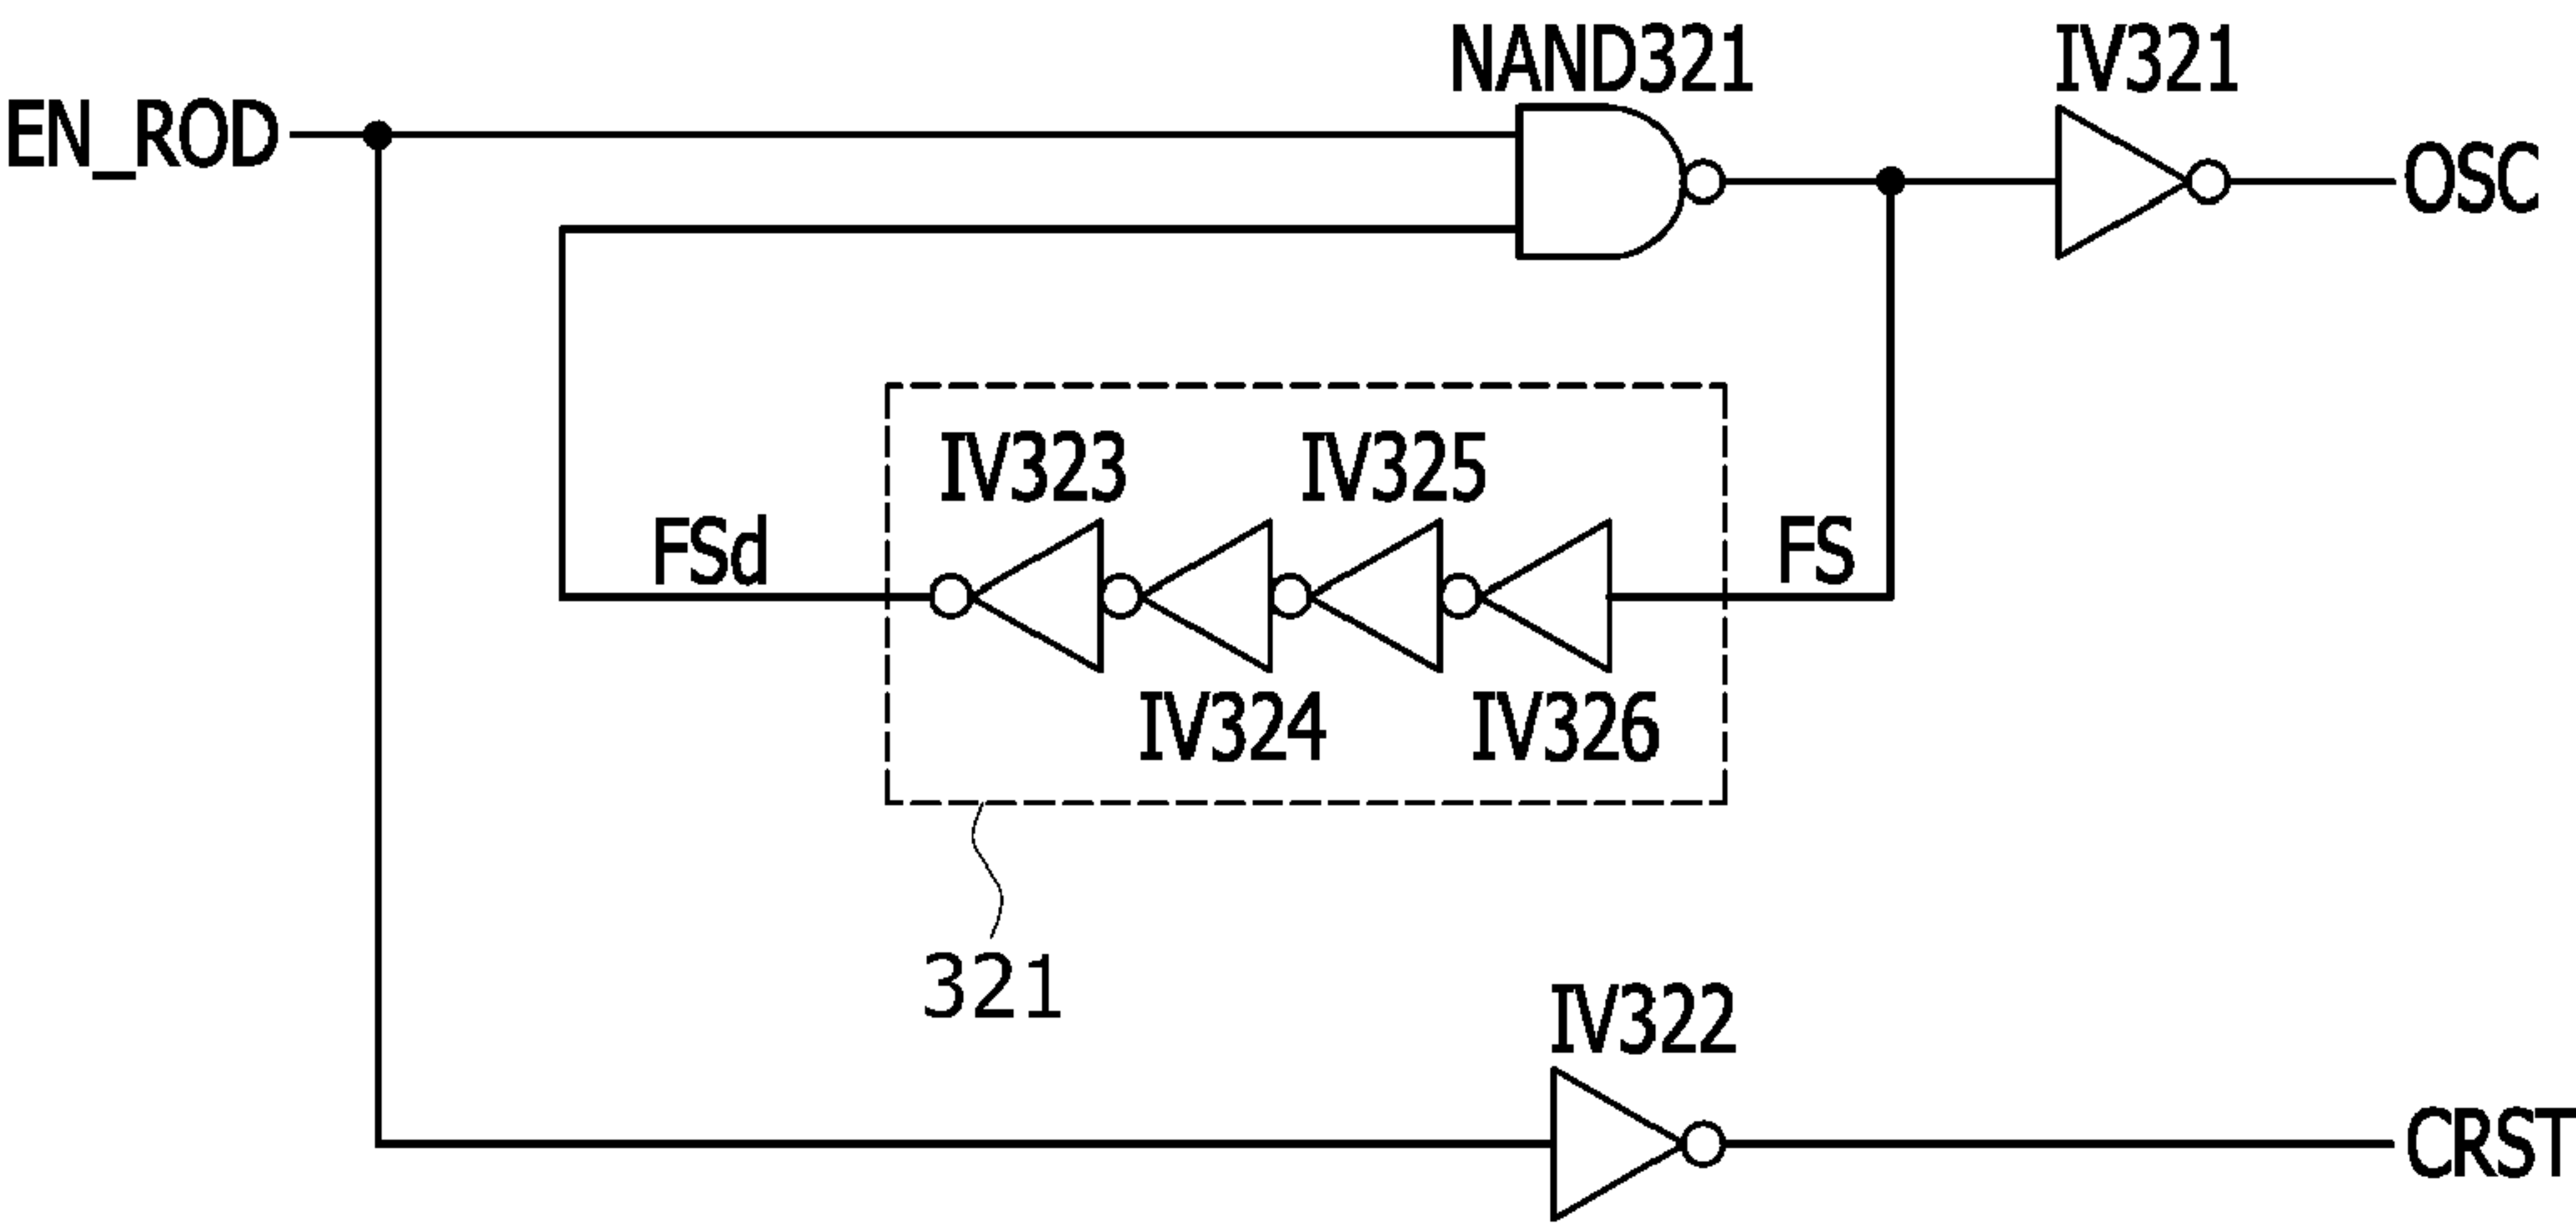 NAND321
IV321
EN_ROD
OSC
IV323
IV325
FSd
FS
IV324
IV326
321
IV322
CRST